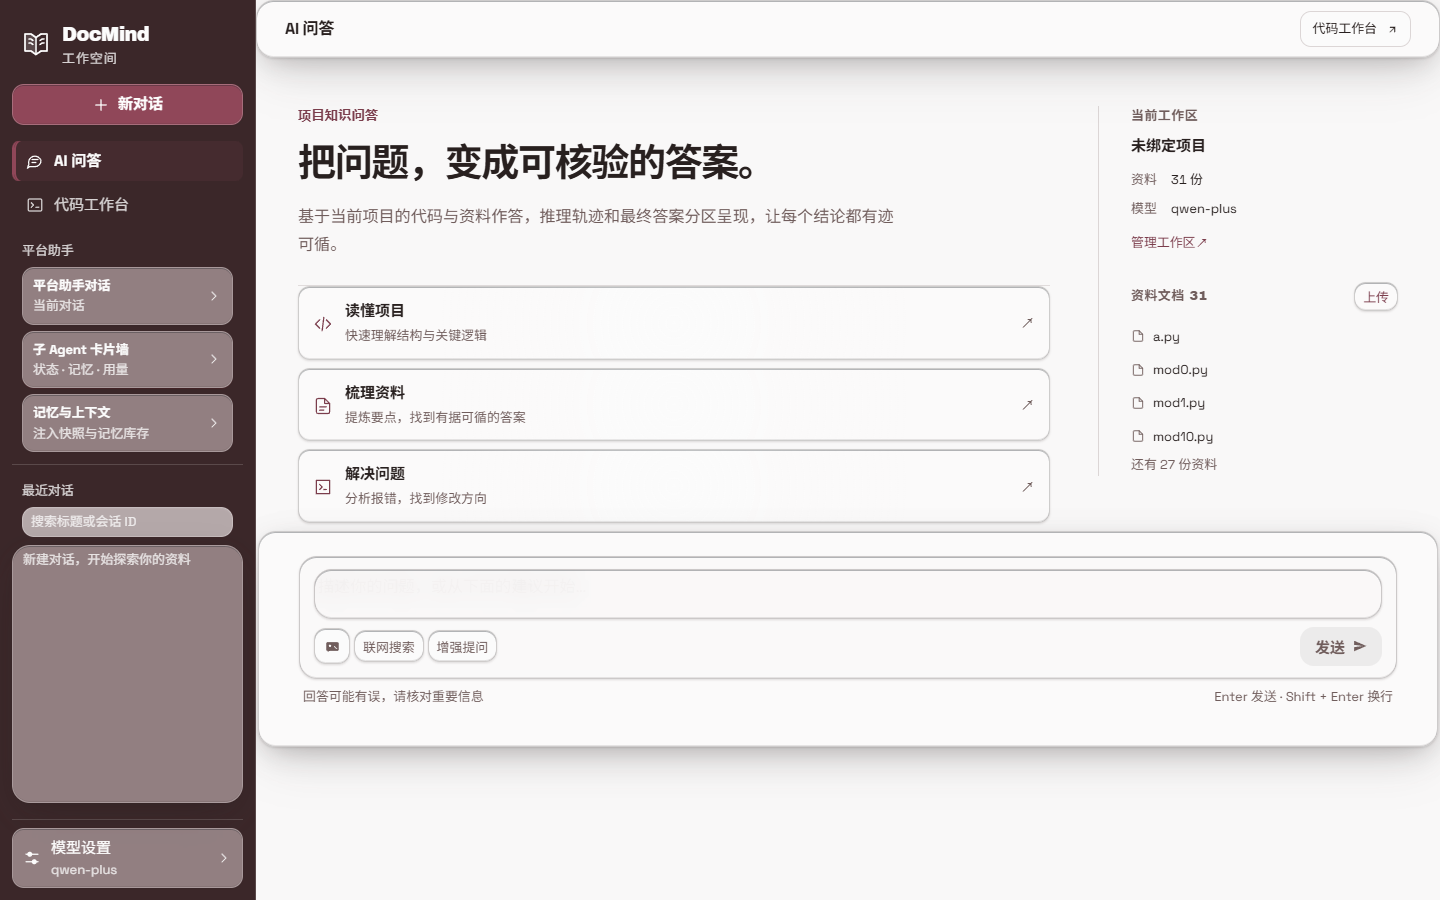 DocMind
工作空间
新对话
AI 问答
代码工作台
平台助手
平台助手对话
当前对话
子 Agent 卡片墙
状态 · 记忆 · 用量
记忆与上下文
注入快照与记忆库存
最近对话
搜索标题或会话 ID
新建对话，开始探索你的资料
模型设置
qwen-plus
AI 问答
代码工作台
项目知识问答
把问题，变成可核验的答案。
基于当前项目的代码与资料作答，推理轨迹和最终答案分区呈现，让每个结论都有迹
可循。
读懂项目
快速理解结构与关键逻辑
梳理资料
提炼要点，找到有据可循的答案
解决问题
分析报错，找到修改方向
当前工作区
未绑定项目
资料 31 份
模型 qwen-plus
管理工作区↗
资料文档 31
上传
a.py
mod0.py
mod1.py
mod10.py
还有 27 份资料
联网搜索
增强提问
发送
回答可能有误，请核对重要信息
Enter 发送 · Shift + Enter 换行